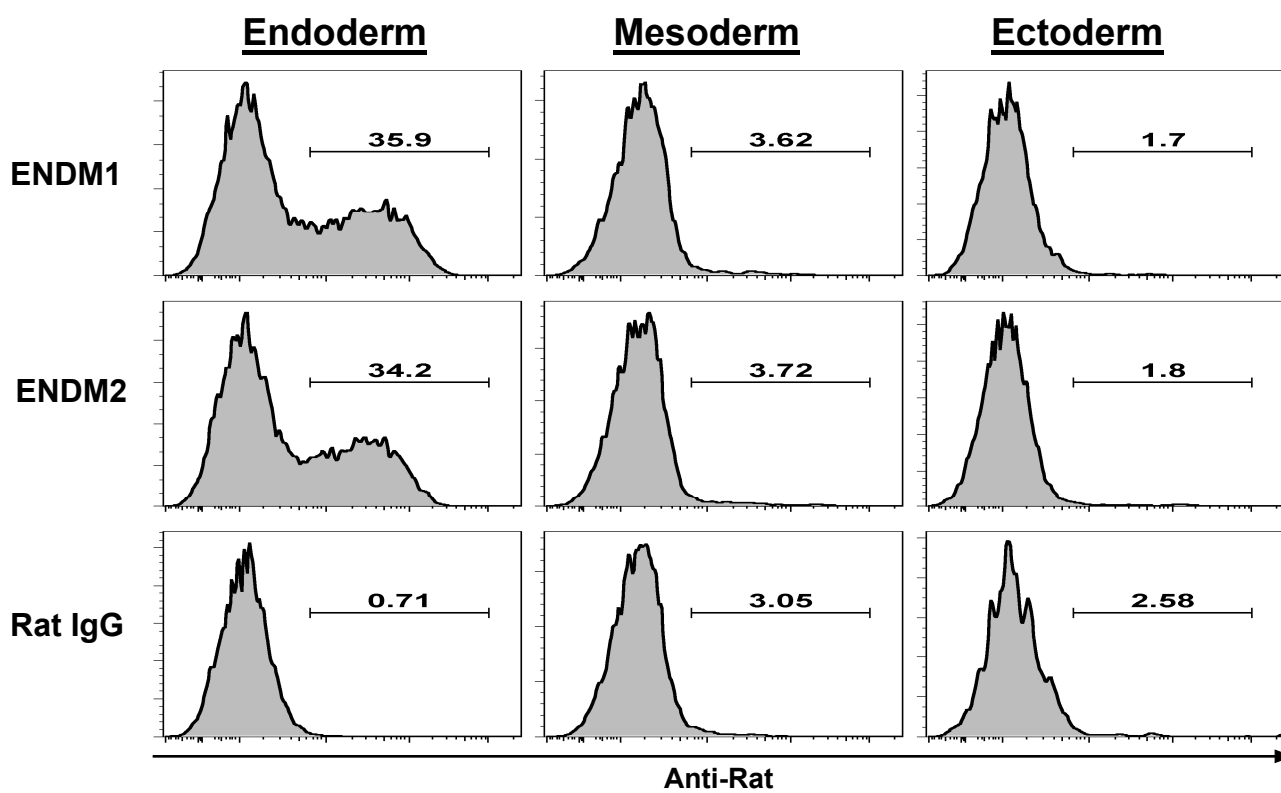 Endoderm Mesoderm Ectoderm
ENDM1 35.9 3.62 1.7
ENDM2 34.2 3.72 1.8
Rat IgG 0.71 3.05 2.58
Anti-Rat